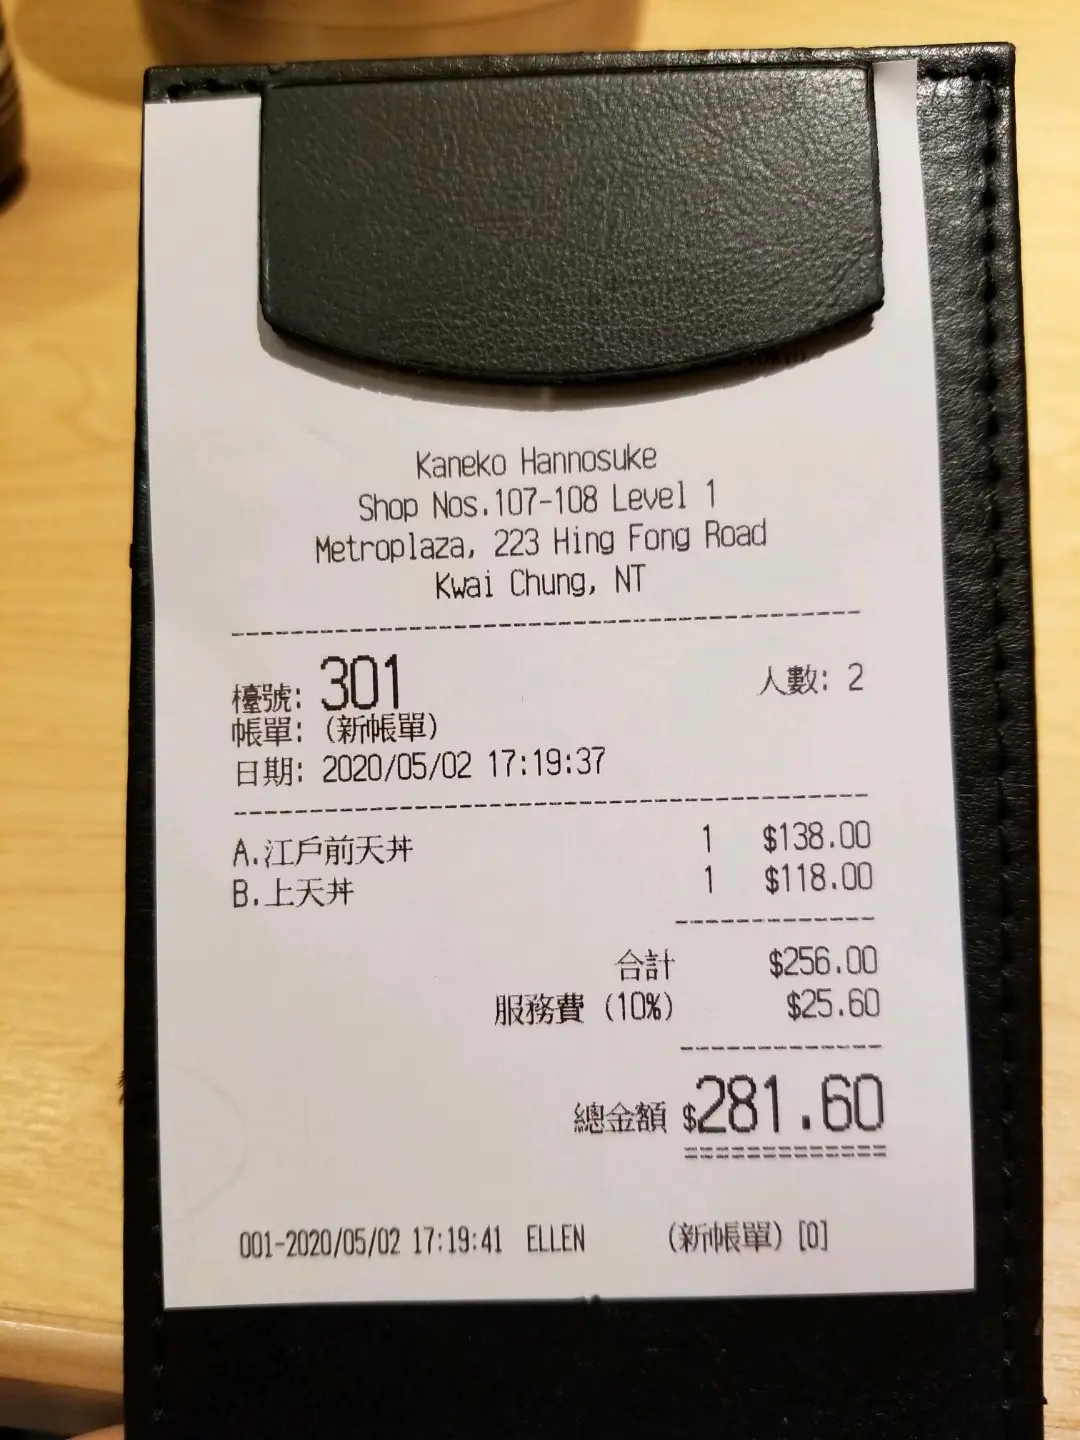 Kaneko Hannosuke
Shop Nos.107-108 Level 1
Metroplaza, 223 Hing Fong Road
Kwai Chung, NT
檯號: 301 人數: 2
帳單: (新帳單)
日期: 2020/05/02 17:19:37
A.江戶前天丼 1 $138.00
B.上天丼 1 $118.00
合計 $256.00
服務費 (10%) $25.60
總金額 $281.60
001-2020/05/02 17:19:41 ELLEN (新帳單) [0]